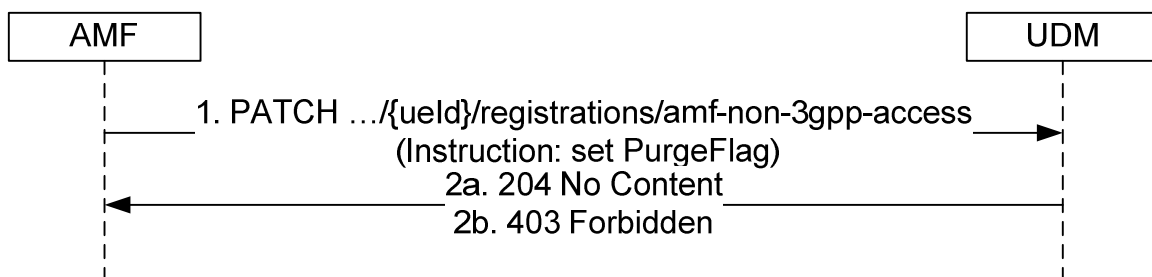 AMF
UDM
1. PATCH …/{ueId}/registrations/amf-non-3gpp-access
(Instruction: set PurgeFlag)
2a. 204 No Content
2b. 403 Forbidden